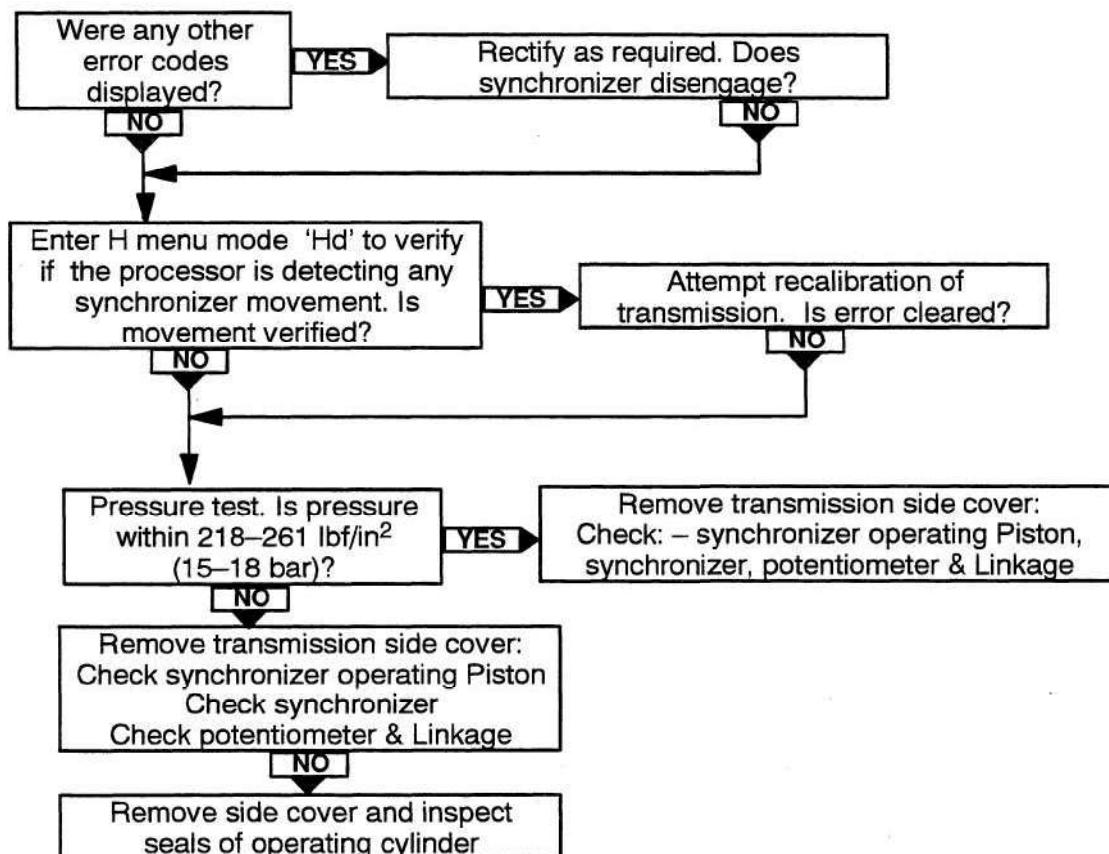 Were any other
error codes
displayed?
YES
Rectify as required. Does
synchronizer disengage?
NO
NO
Enter H menu mode ‘Hd’ to verify
if the processor is detecting any
synchronizer movement. Is
movement verified?
YES
Attempt recalibration of
transmission. Is error cleared?
NO
NO
Pressure test. Is pressure
within 218–261 lbf/in²
(15–18 bar)?
YES
Remove transmission side cover:
Check: – synchronizer operating Piston,
synchronizer, potentiometer & Linkage
NO
Remove transmission side cover:
Check synchronizer operating Piston
Check synchronizer
Check potentiometer & Linkage
NO
Remove side cover and inspect
seals of operating cylinder